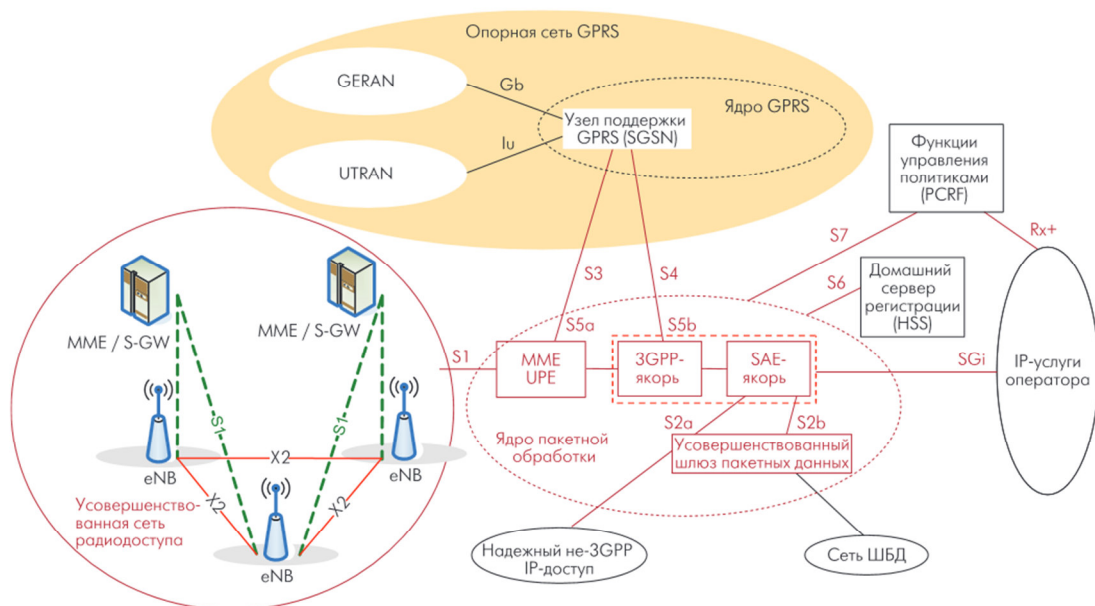 Опорная сеть GPRS
GERAN
Gb
Ядро GPRS
Узел поддержки
GPRS (SGSN)
Iu
UTRAN
Функции
управления
политиками
(PCRF)
S7
Rx+
S3
S4
S6
Домашний
сервер
регистрации
(HSS)
MME / S-GW
MME / S-GW
S5a
S5b
S1
MME
UPE
3GPP-
якорь
SAE-
якорь
SGi
IP-услуги
оператора
S1
S1
S2a
S2b
Ядро пакетной
обработки
Усовершенствованный
шлюз пакетных данных
X2
eNB
eNB
X2
X2
Усовершенство-
ванная сеть
радиодоступа
eNB
Надежный не-3GPP
IP-доступ
Сеть ШБД